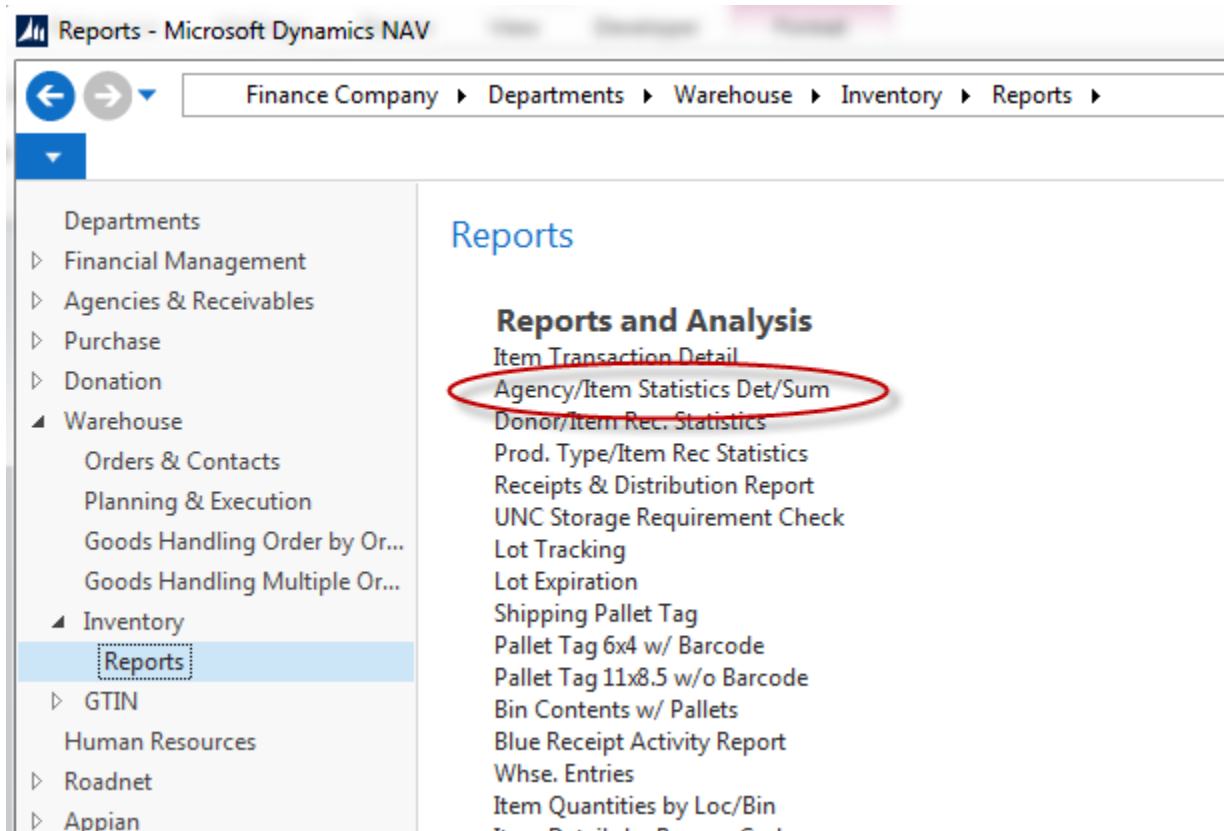 Reports - Microsoft Dynamics NAV
Finance Company ▸ Departments ▸ Warehouse ▸ Inventory ▸ Reports ▸
Departments
Financial Management
Agencies & Receivables
Purchase
Donation
Warehouse
Orders & Contacts
Planning & Execution
Goods Handling Order by Or...
Goods Handling Multiple Or...
Inventory
Reports
GTIN
Human Resources
Roadnet
Appian
Reports
Reports and Analysis
Item Transaction Detail
Agency/Item Statistics Det/Sum
Donor/Item Rec. Statistics
Prod. Type/Item Rec Statistics
Receipts & Distribution Report
UNC Storage Requirement Check
Lot Tracking
Lot Expiration
Shipping Pallet Tag
Pallet Tag 6x4 w/ Barcode
Pallet Tag 11x8.5 w/o Barcode
Bin Contents w/ Pallets
Blue Receipt Activity Report
Whse. Entries
Item Quantities by Loc/Bin